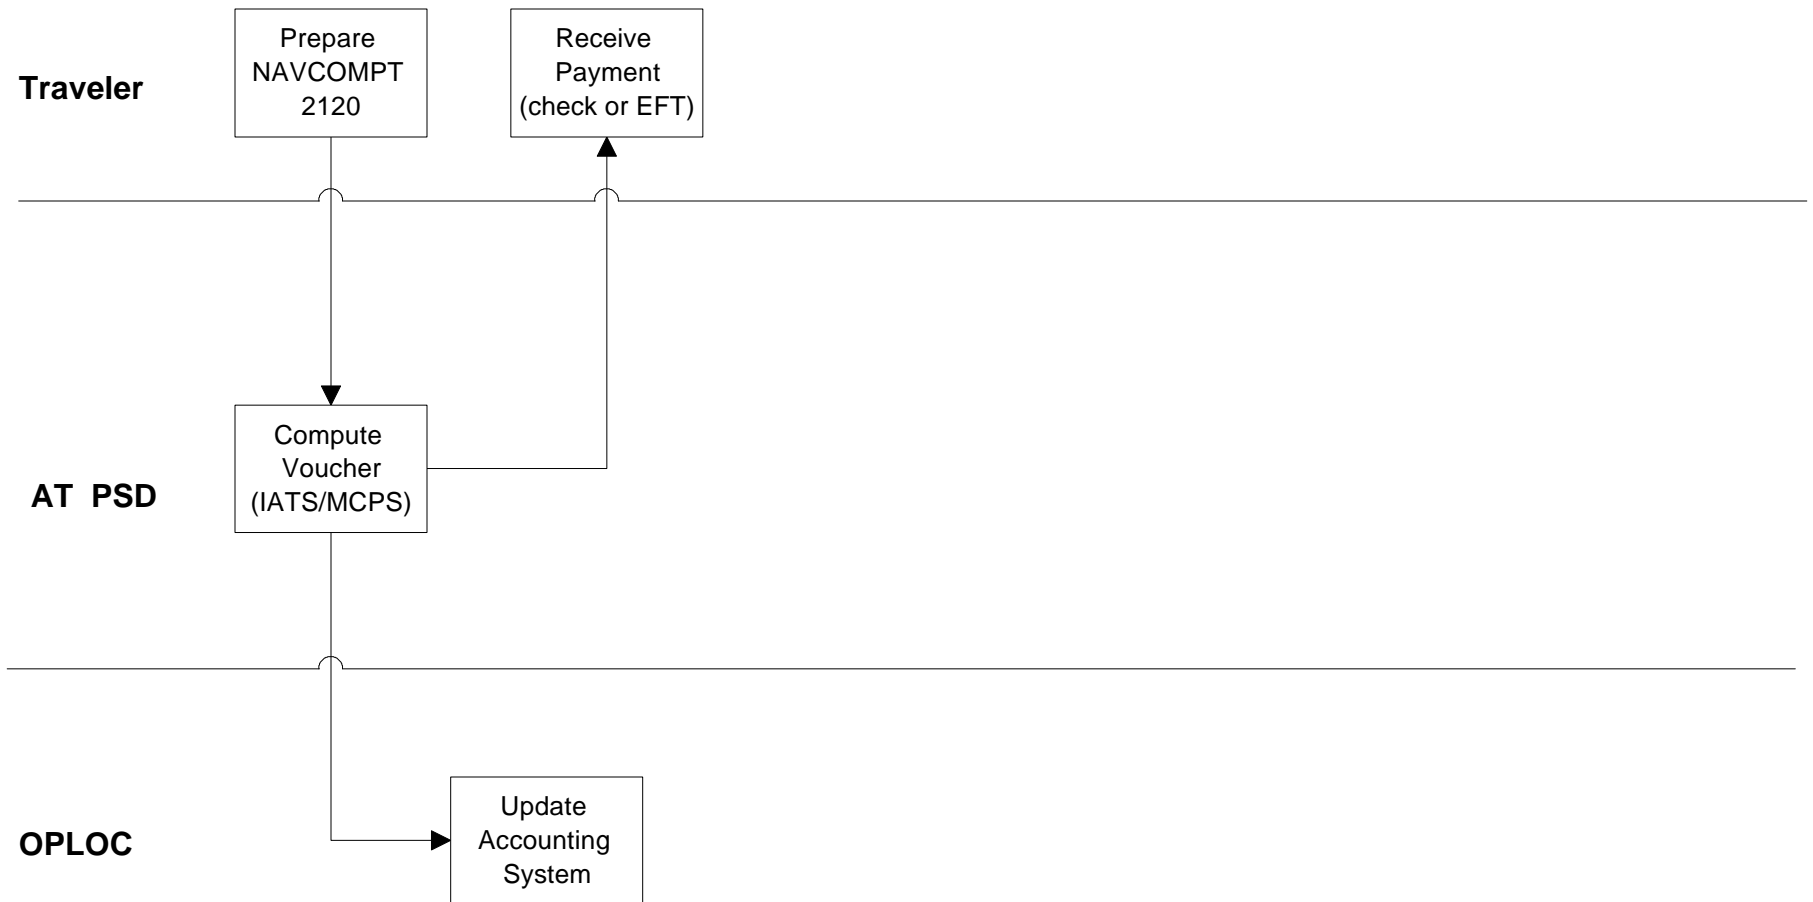 Traveler
Prepare
NAVCOMPT
2120
Receive
Payment
(check or EFT)
AT PSD
Compute
Voucher
(IATS/MCPS)
OPLOC
Update
Accounting
System